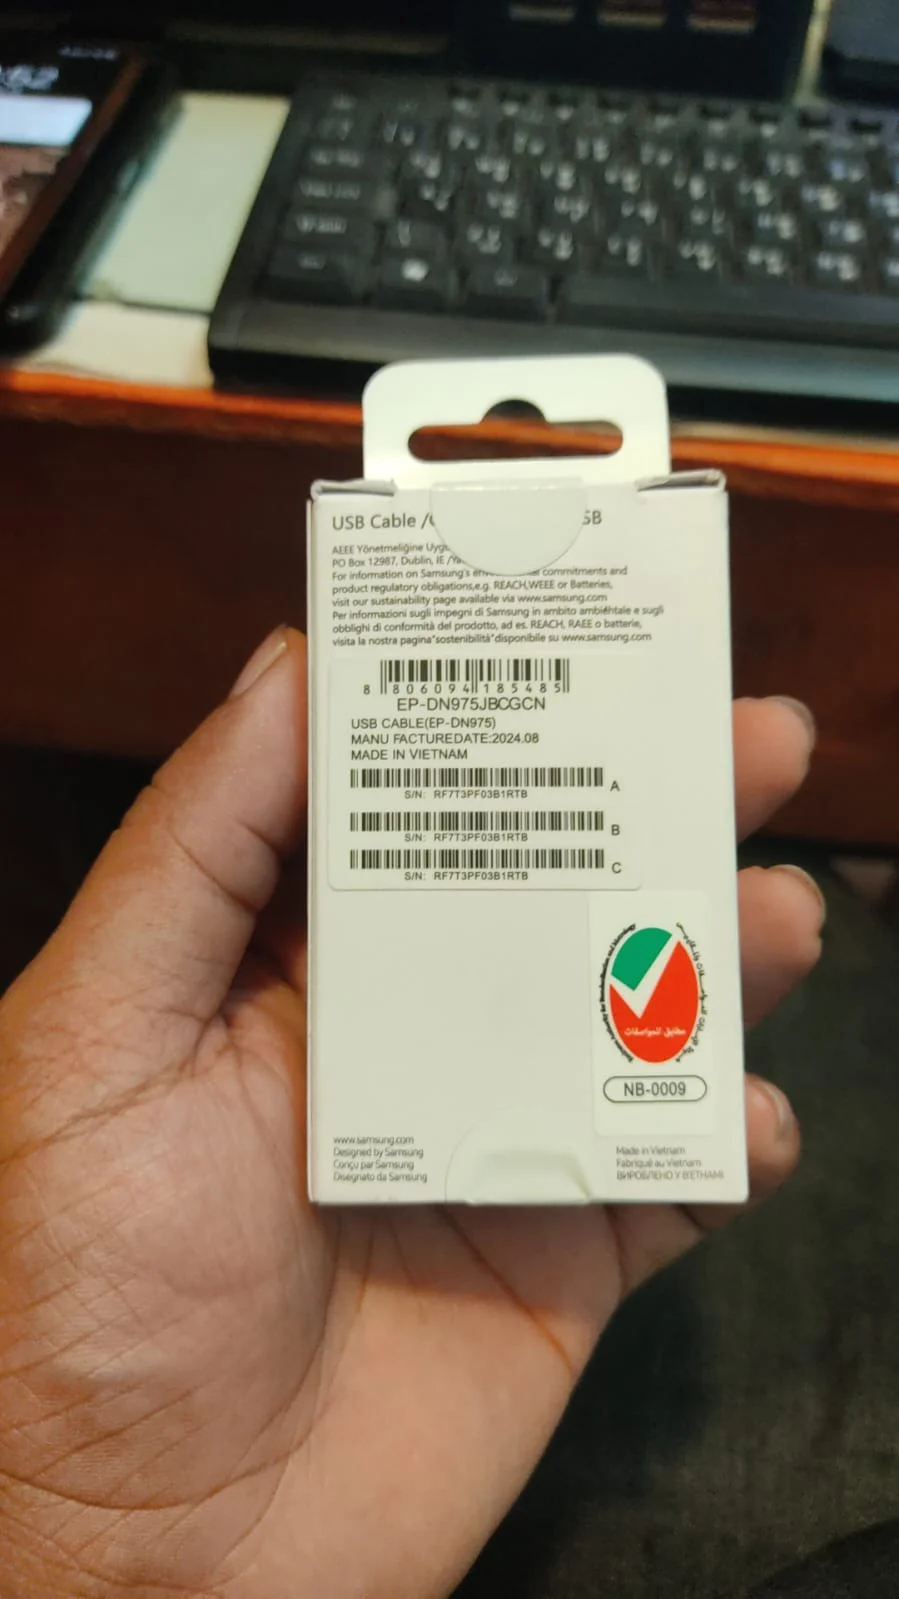 USB Cable /
SB
AEEE Yönetmeliğine Uygu
PO Box 12987, Dublin, IE /Ya
For information on Samsung's commitments and
product regulatory obligations,e.g. REACH,WEEE or Batteries,
visit our sustainability page available via www.samsung.com
Per informazioni sugli impegni di Samsung in ambito ambientale e sugli
obblighi di conformità del prodotto, ad es. REACH, RAEE o batterie,
visita la nostra pagina"sostenibilità"disponibile su www.samsung.com
8 806094 185485
EP-DN975JBCGCN
USB CABLE(EP-DN975)
MANU FACTUREDATE:2024.08
MADE IN VIETNAM
A
S/N: RF7T3PF03B1RTB
B
S/N: RF7T3PF03B1RTB
C
S/N: RF7T3PF03B1RTB
مطابق للمواصفات
NB-0009
www.samsung.com
Designed by Samsung
Conçu par Samsung
Disegnato da Samsung
Made in Vietnam
Fabriqué au Vietnam
ВИРОБЛЕНО У В'ЄТНАМІ